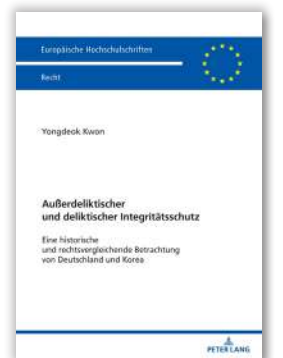 Europäische Hochschulschriften
Recht
Yongdeok Kwon
Außerdeliktischer
und deliktischer Integritätsschutz
Eine historische
und rechtsvergleichende Betrachtung
von Deutschland und Korea
PETER LANG